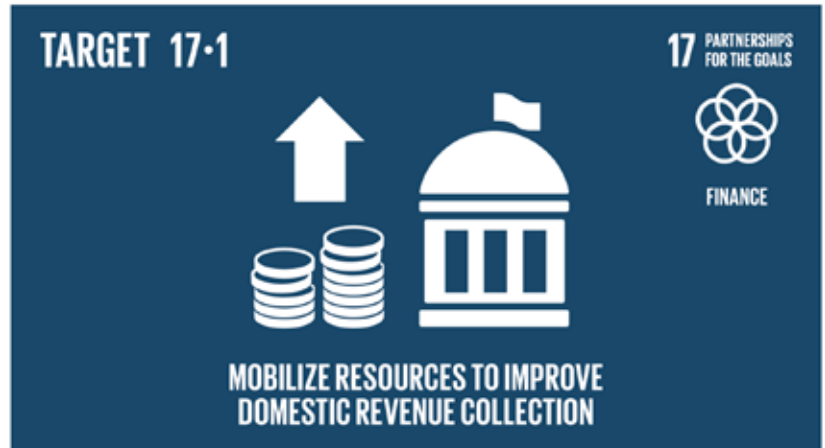 TARGET 17•1
17 PARTNERSHIPS
FOR THE GOALS
FINANCE
MOBILIZE RESOURCES TO IMPROVE
DOMESTIC REVENUE COLLECTION